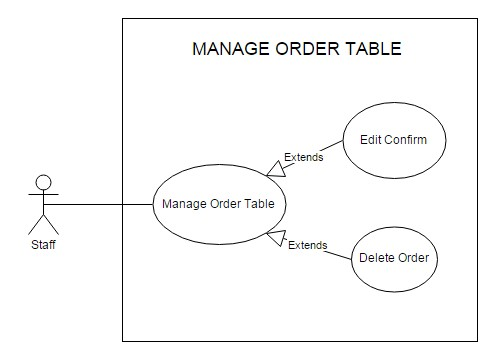 MANAGE ORDER TABLE
Edit Confirm
Extends
Manage Order Table
Staff
Extends
Delete Order